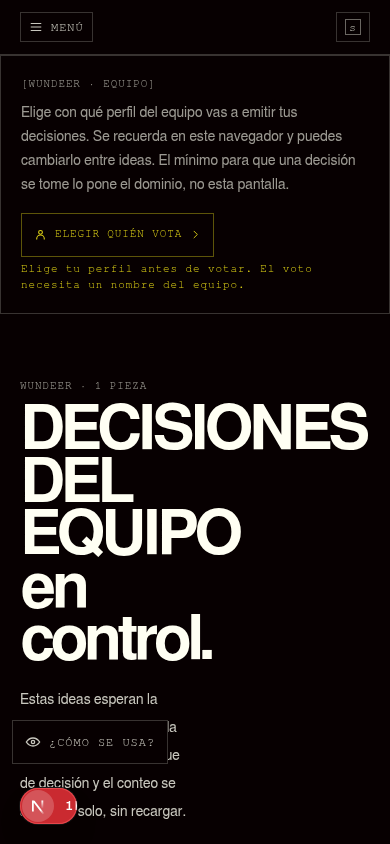 MENÚ
S
[WUNDEER · EQUIPO]
Elige con qué perfil del equipo vas a emitir tus
decisiones. Se recuerda en este navegador y puedes
cambiarlo entre ideas. El mínimo para que una decisión
se tome lo pone el dominio, no esta pantalla.
ELEGIR QUIÉN VOTA
Elige tu perfil antes de votar. El voto
necesita un nombre del equipo.
WUNDEER · 1 PIEZA
DECISIONES
DEL
EQUIPO
en
control.
Estas ideas esperan la
¿CÓMO SE USA?
de decisión y el conteo se
N 1
solo, sin recargar.